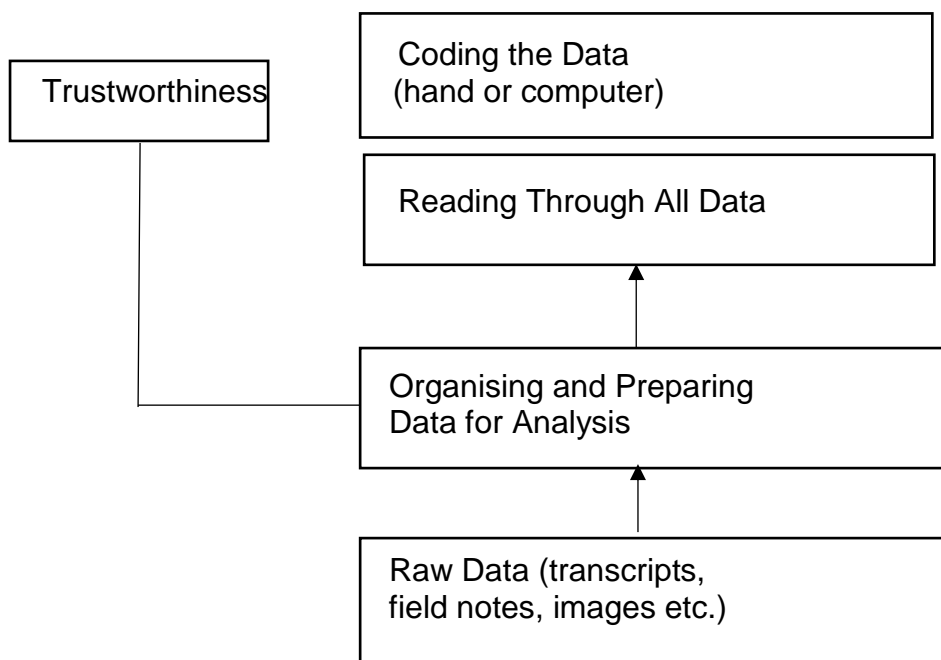 Coding the Data
(hand or computer)
Trustworthiness
Reading Through All Data
Organising and Preparing
Data for Analysis
Raw Data (transcripts,
field notes, images etc.)